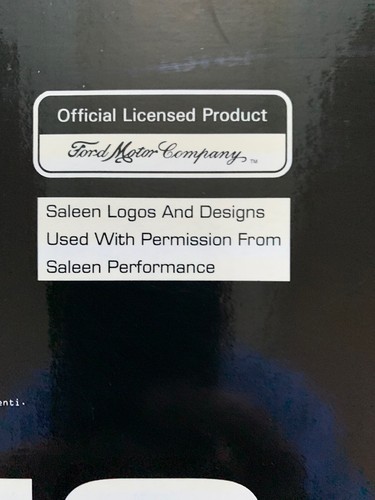 Official Licensed Product
Ford Motor Company
TM
Saleen Logos And Designs
Used With Permission From
Saleen Performance